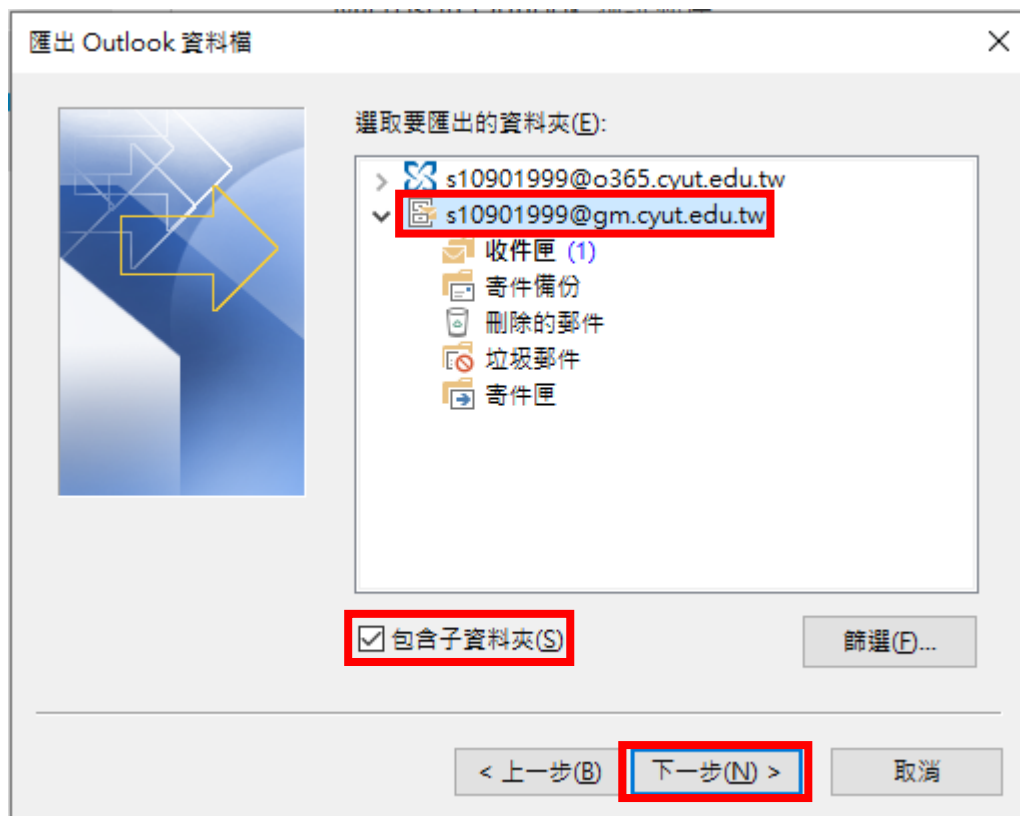 匯出 Outlook 資料檔
選取要匯出的資料夾(E):
s10901999@o365.cyut.edu.tw
s10901999@gm.cyut.edu.tw
收件匣 (1)
寄件備份
刪除的郵件
垃圾郵件
寄件匣
包含子資料夾(S)
篩選(F)...
< 上一步(B)
下一步(N) >
取消